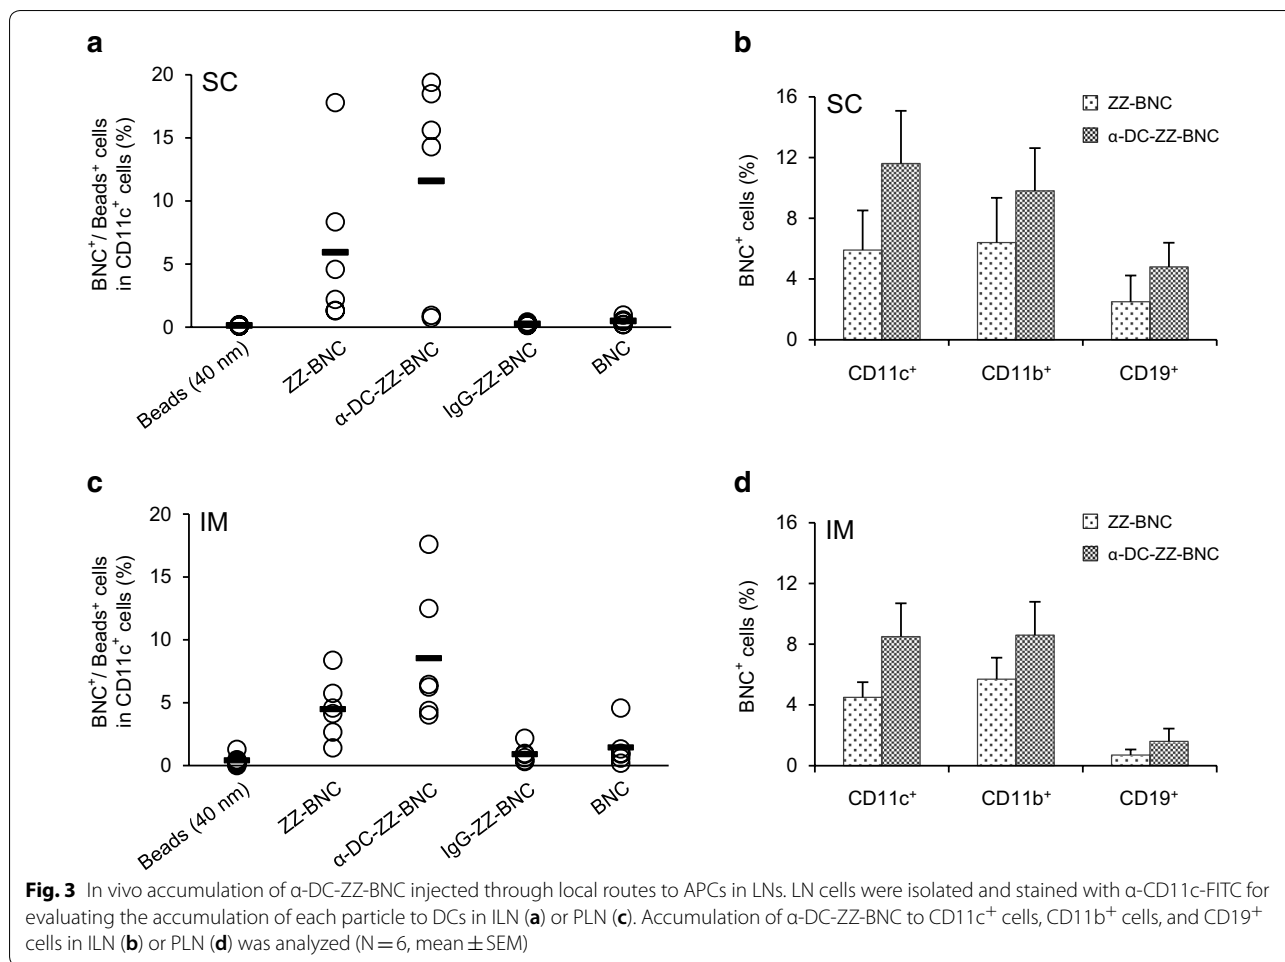 a
SC
BNC⁺/ Beads⁺ cells
in CD11c⁺ cells (%)
20
15
10
5
0
Beads (40 nm)
ZZ-BNC
α-DC-ZZ-BNC
IgG-ZZ-BNC
BNC
b
SC
BNC⁺ cells (%)
16
12
8
4
0
ZZ-BNC
α-DC-ZZ-BNC
CD11c⁺
CD11b⁺
CD19⁺
c
IM
BNC⁺/ Beads⁺ cells
in CD11c⁺ cells (%)
20
15
10
5
0
Beads (40 nm)
ZZ-BNC
α-DC-ZZ-BNC
IgG-ZZ-BNC
BNC
d
IM
BNC⁺ cells (%)
16
12
8
4
0
ZZ-BNC
α-DC-ZZ-BNC
CD11c⁺
CD11b⁺
CD19⁺
Fig. 3 In vivo accumulation of α-DC-ZZ-BNC injected through local routes to APCs in LNs. LN cells were isolated and stained with α-CD11c-FITC for
evaluating the accumulation of each particle to DCs in ILN (a) or PLN (c). Accumulation of α-DC-ZZ-BNC to CD11c⁺ cells, CD11b⁺ cells, and CD19⁺
cells in ILN (b) or PLN (d) was analyzed (N = 6, mean ± SEM)